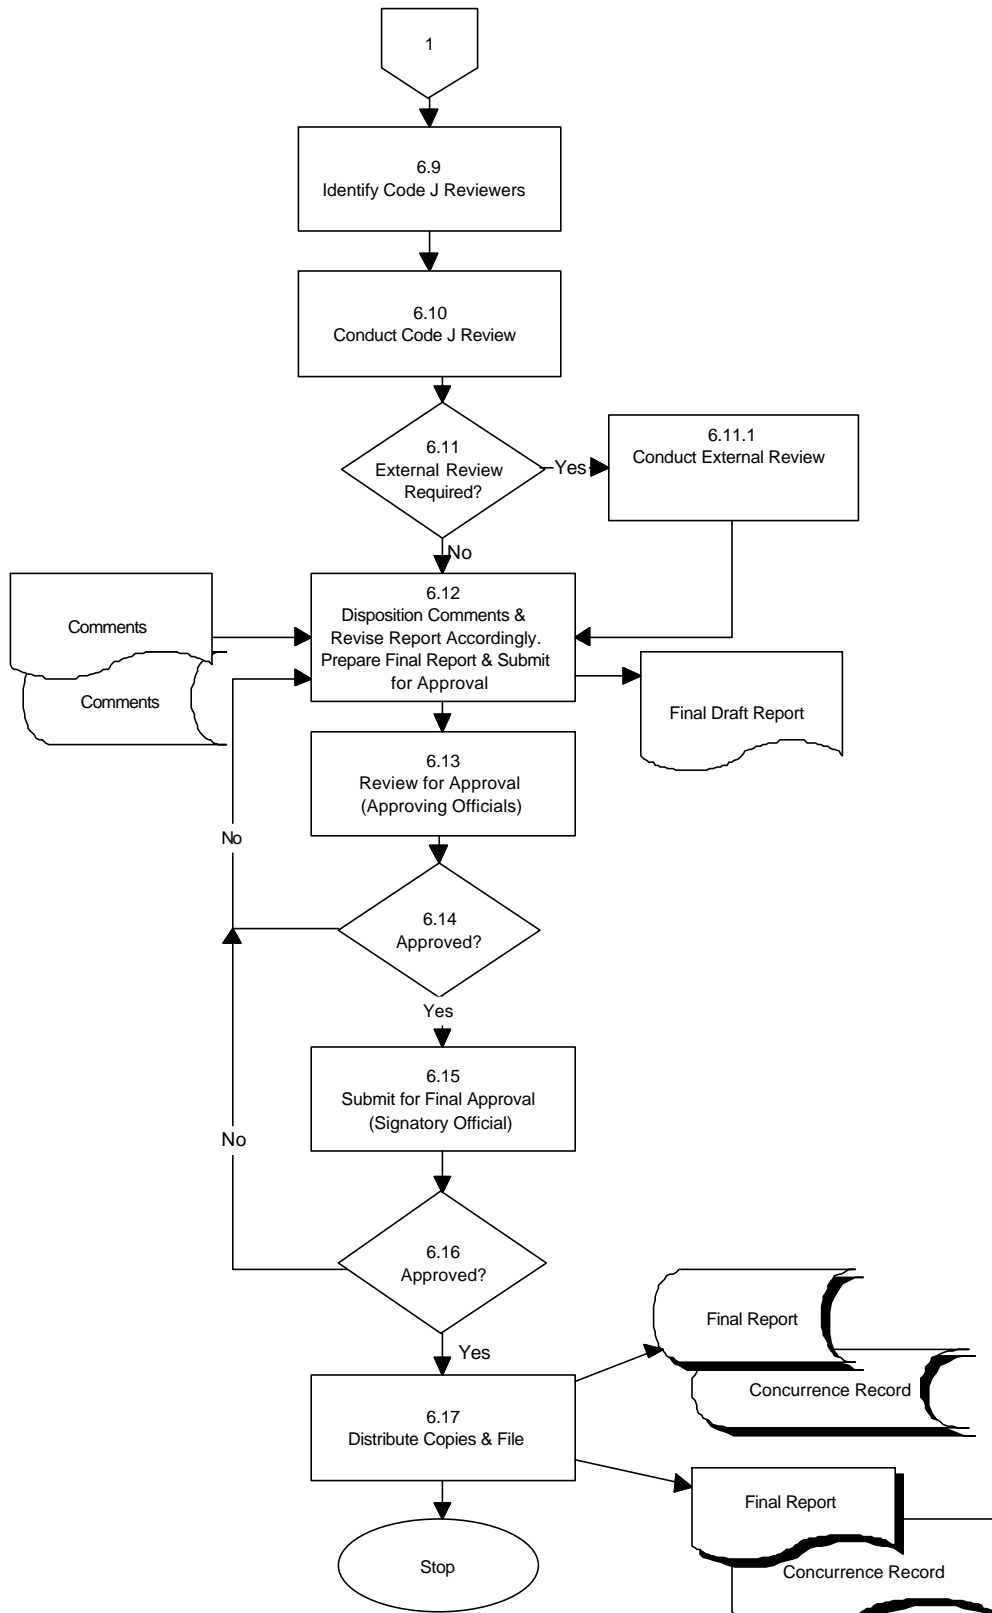 1
6.9
Identify Code J Reviewers
6.10
Conduct Code J Review
6.11
External Review
Required?
Yes
6.11.1
Conduct External Review
No
6.12
Disposition Comments &
Revise Report Accordingly.
Prepare Final Report & Submit
for Approval
Comments
Comments
Final Draft Report
6.13
Review for Approval
(Approving Officials)
No
6.14
Approved?
Yes
6.15
Submit for Final Approval
(Signatory Official)
No
6.16
Approved?
Yes
Final Report
Concurrence Record
6.17
Distribute Copies & File
Final Report
Concurrence Record
Stop